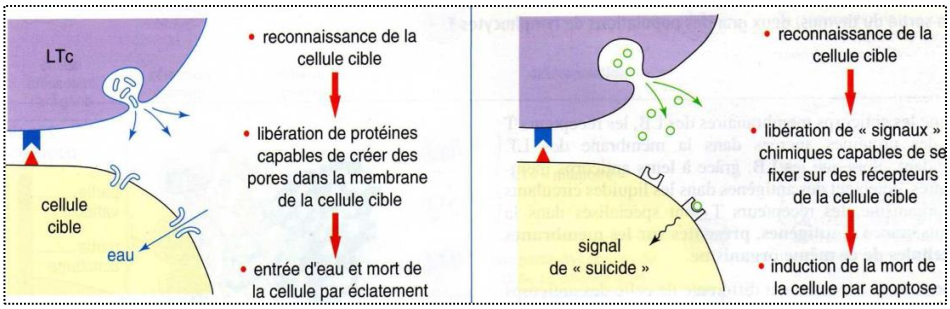 LTc
• reconnaissance de la
cellule cible
• libération de protéines
capables de créer des
pores dans la membrane
de la cellule cible
cellule
cible
eau
• entrée d'eau et mort de
la cellule par éclatement
• reconnaissance de la
cellule cible
• libération de « signaux »
chimiques capables de se
fixer sur des récepteurs
de la cellule cible
signal
de « suicide »
• induction de la mort de
la cellule par apoptose